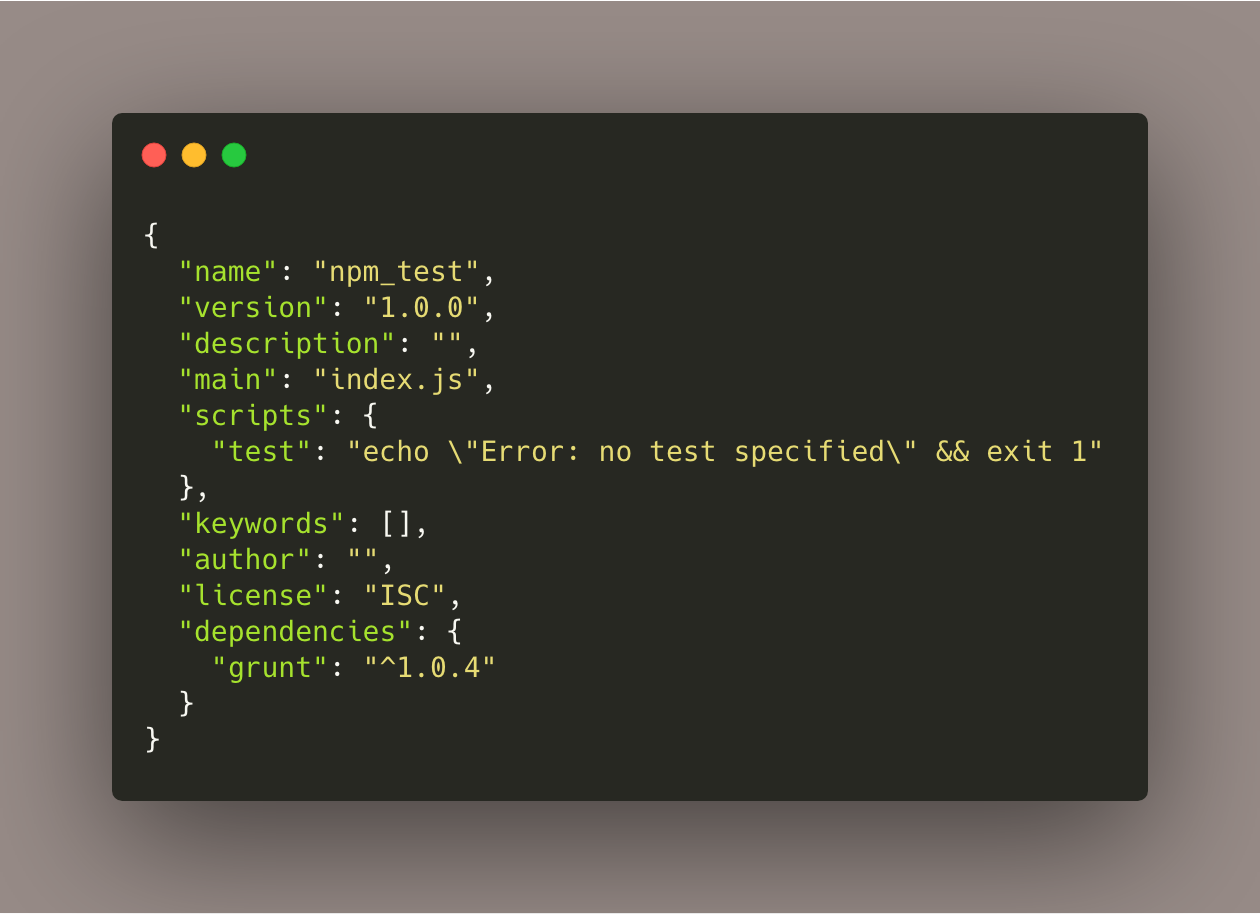 {
  "name": "npm_test",
  "version": "1.0.0",
  "description": "",
  "main": "index.js",
  "scripts": {
    "test": "echo \"Error: no test specified\" && exit 1"
  },
  "keywords": [],
  "author": "",
  "license": "ISC",
  "dependencies": {
    "grunt": "^1.0.4"
  }
}